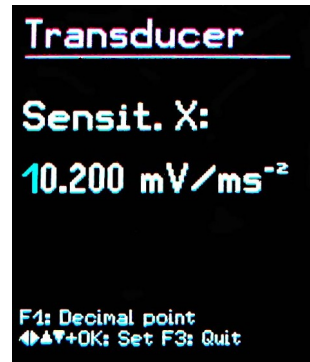 Transducer
Sensit. X:
10.200 mV/ms⁻²
F1: Decimal point
◀▶▲▼+OK: Set F3: Quit